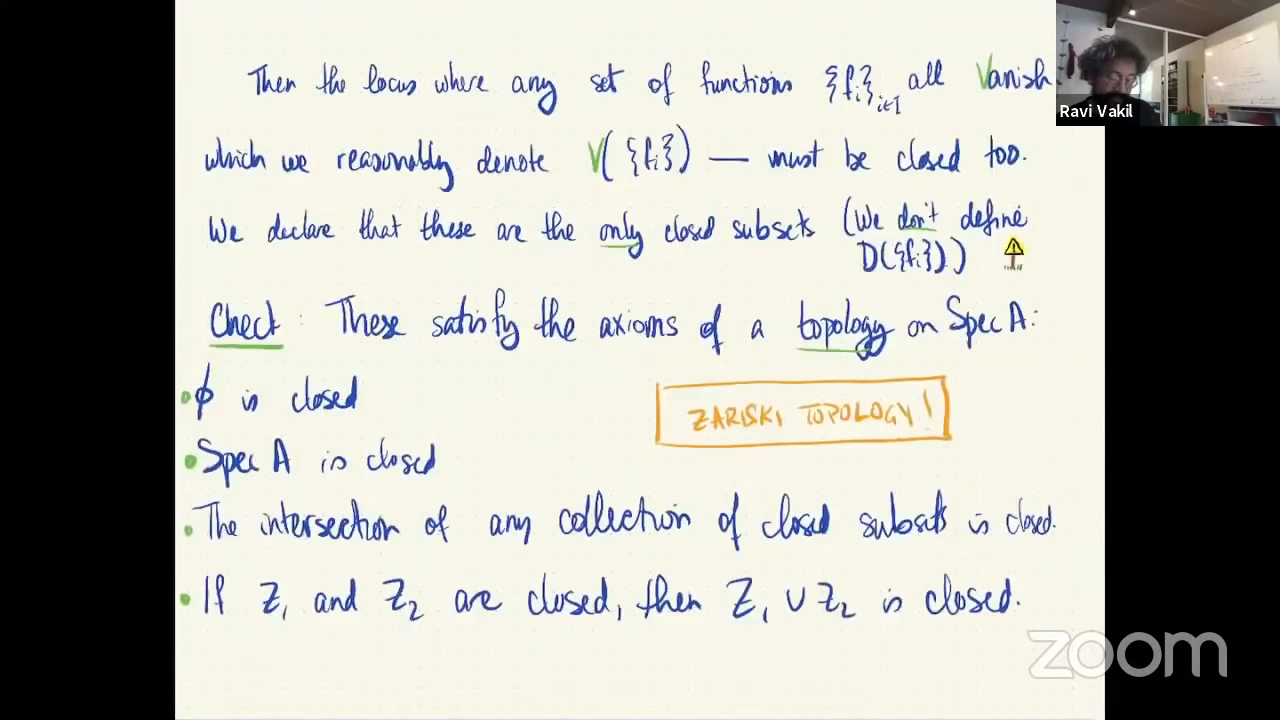 Then the locus where any set of functions {fi}i∈I all Vanish
which we reasonably denote V({fi}) — must be closed too.
We declare that these are the only closed subsets (We don't define
D({fi})) ⚠
Check: These satisfy the axioms of a topology on Spec A:
• ϕ is closed
ZARISKI TOPOLOGY!
• Spec A is closed
• The intersection of any collection of closed subsets is closed.
• If Z₁ and Z₂ are closed, then Z₁ ∪ Z₂ is closed.
Ravi Vakil
zoom